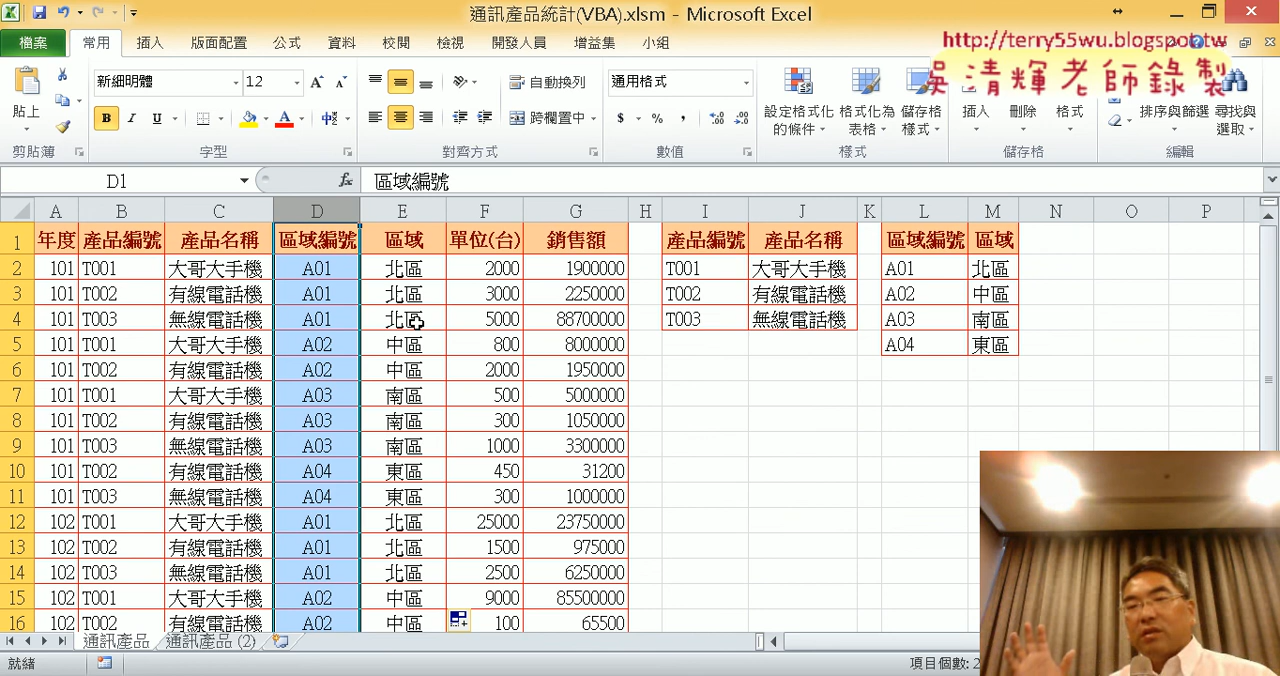 通訊產品統計(VBA).xlsm - Microsoft Excel
檔案 常用 插入 版面配置 公式 資料 校閱 檢視 開發人員 增益集 小組
http://terry55wu.blogspot.tw
吳清輝老師錄製
貼上 新細明體 12 自動換列 通用格式
B I U A 跨欄置中 $ % ,
設定格式化的條件 格式化為表格 儲存格樣式 插入 刪除 格式 排序與篩選 尋找與選取
剪貼簿 字型 對齊方式 數值 樣式 儲存格 編輯
D1 fx 區域編號
A B C D E F G H I J K L M N O P
1 年度 產品編號 產品名稱 區域編號 區域 單位(台) 銷售額 產品編號 產品名稱 區域編號 區域
2 101 T001 大哥大手機 A01 北區 2000 1900000 T001 大哥大手機 A01 北區
3 101 T002 有線電話機 A01 北區 3000 2250000 T002 有線電話機 A02 中區
4 101 T003 無線電話機 A01 北區 5000 88700000 T003 無線電話機 A03 南區
5 101 T001 大哥大手機 A02 中區 800 8000000 A04 東區
6 101 T002 有線電話機 A02 中區 2000 1950000
7 101 T001 大哥大手機 A03 南區 500 5000000
8 101 T002 有線電話機 A03 南區 300 1050000
9 101 T003 無線電話機 A03 南區 1000 3300000
10 101 T002 有線電話機 A04 東區 450 31200
11 101 T003 無線電話機 A04 東區 300 1000000
12 102 T001 大哥大手機 A01 北區 25000 23750000
13 102 T002 有線電話機 A01 北區 1500 975000
14 102 T003 無線電話機 A01 北區 2500 6250000
15 102 T001 大哥大手機 A02 中區 9000 85500000
16 102 T002 有線電話機 A02 中區 100 65500
通訊產品 通訊產品 (2)
就緒 項目個數: 2